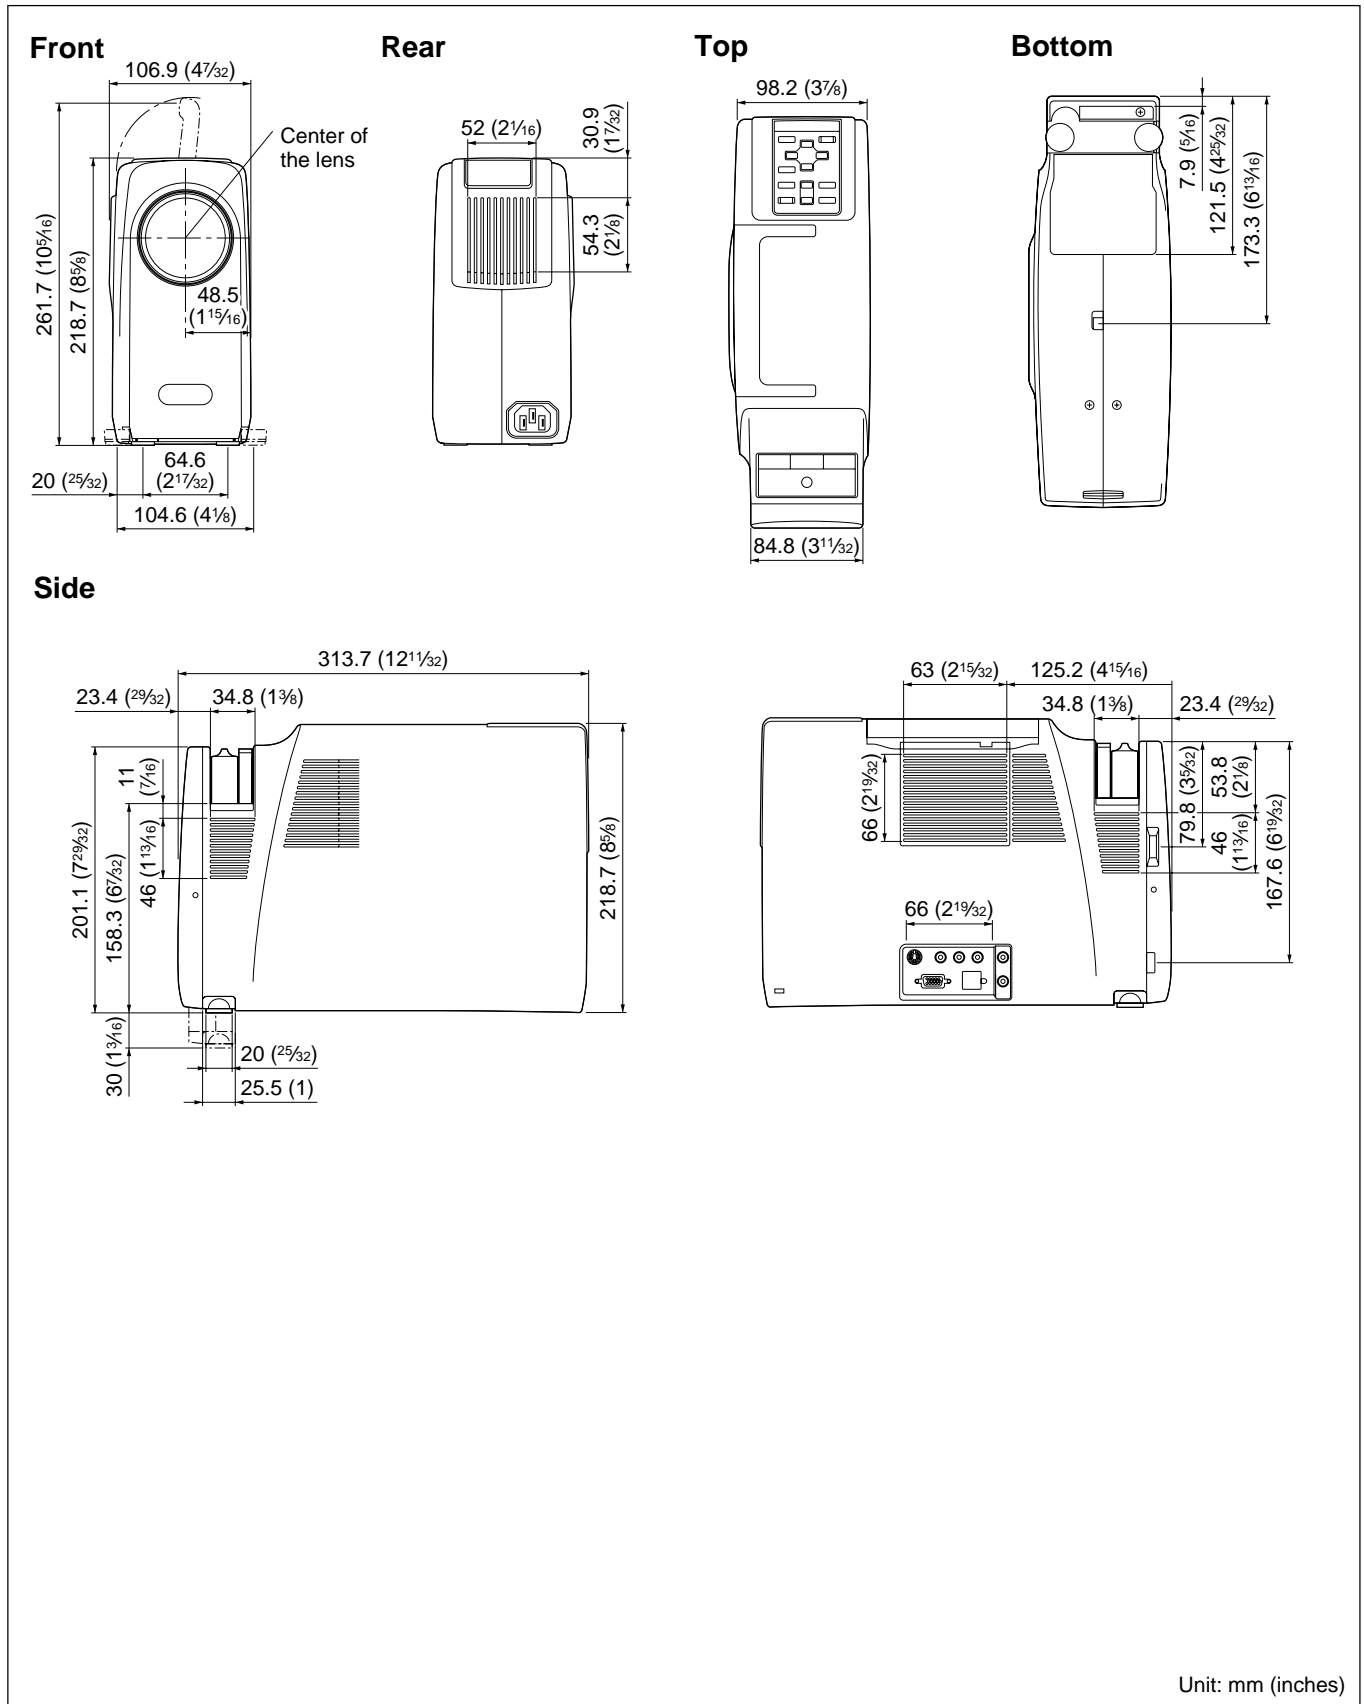 Front
Rear
Top
Bottom
106.9 (4 7/32)
Center of
the lens
261.7 (10 5/16)
218.7 (8 5/8)
48.5
(1 15/16)
64.6
(2 17/32)
20 (25/32)
104.6 (4 1/8)
52 (2 1/16)
30.9
(1 7/32)
54.3
(2 1/8)
98.2 (3 7/8)
84.8 (3 11/32)
7.9 (5/16)
121.5 (4 25/32)
173.3 (6 13/16)
Side
313.7 (12 11/32)
23.4 (29/32)
34.8 (1 3/8)
11
(7/16)
46 (1 13/16)
158.3 (6 7/32)
201.1 (7 29/32)
218.7 (8 5/8)
30 (1 3/16)
20 (25/32)
25.5 (1)
63 (2 15/32)
125.2 (4 15/16)
34.8 (1 3/8)
23.4 (29/32)
66 (2 19/32)
79.8 (3 5/32)
53.8
(2 1/8)
46
(1 13/16)
167.6 (6 19/32)
66 (2 19/32)
Unit: mm (inches)